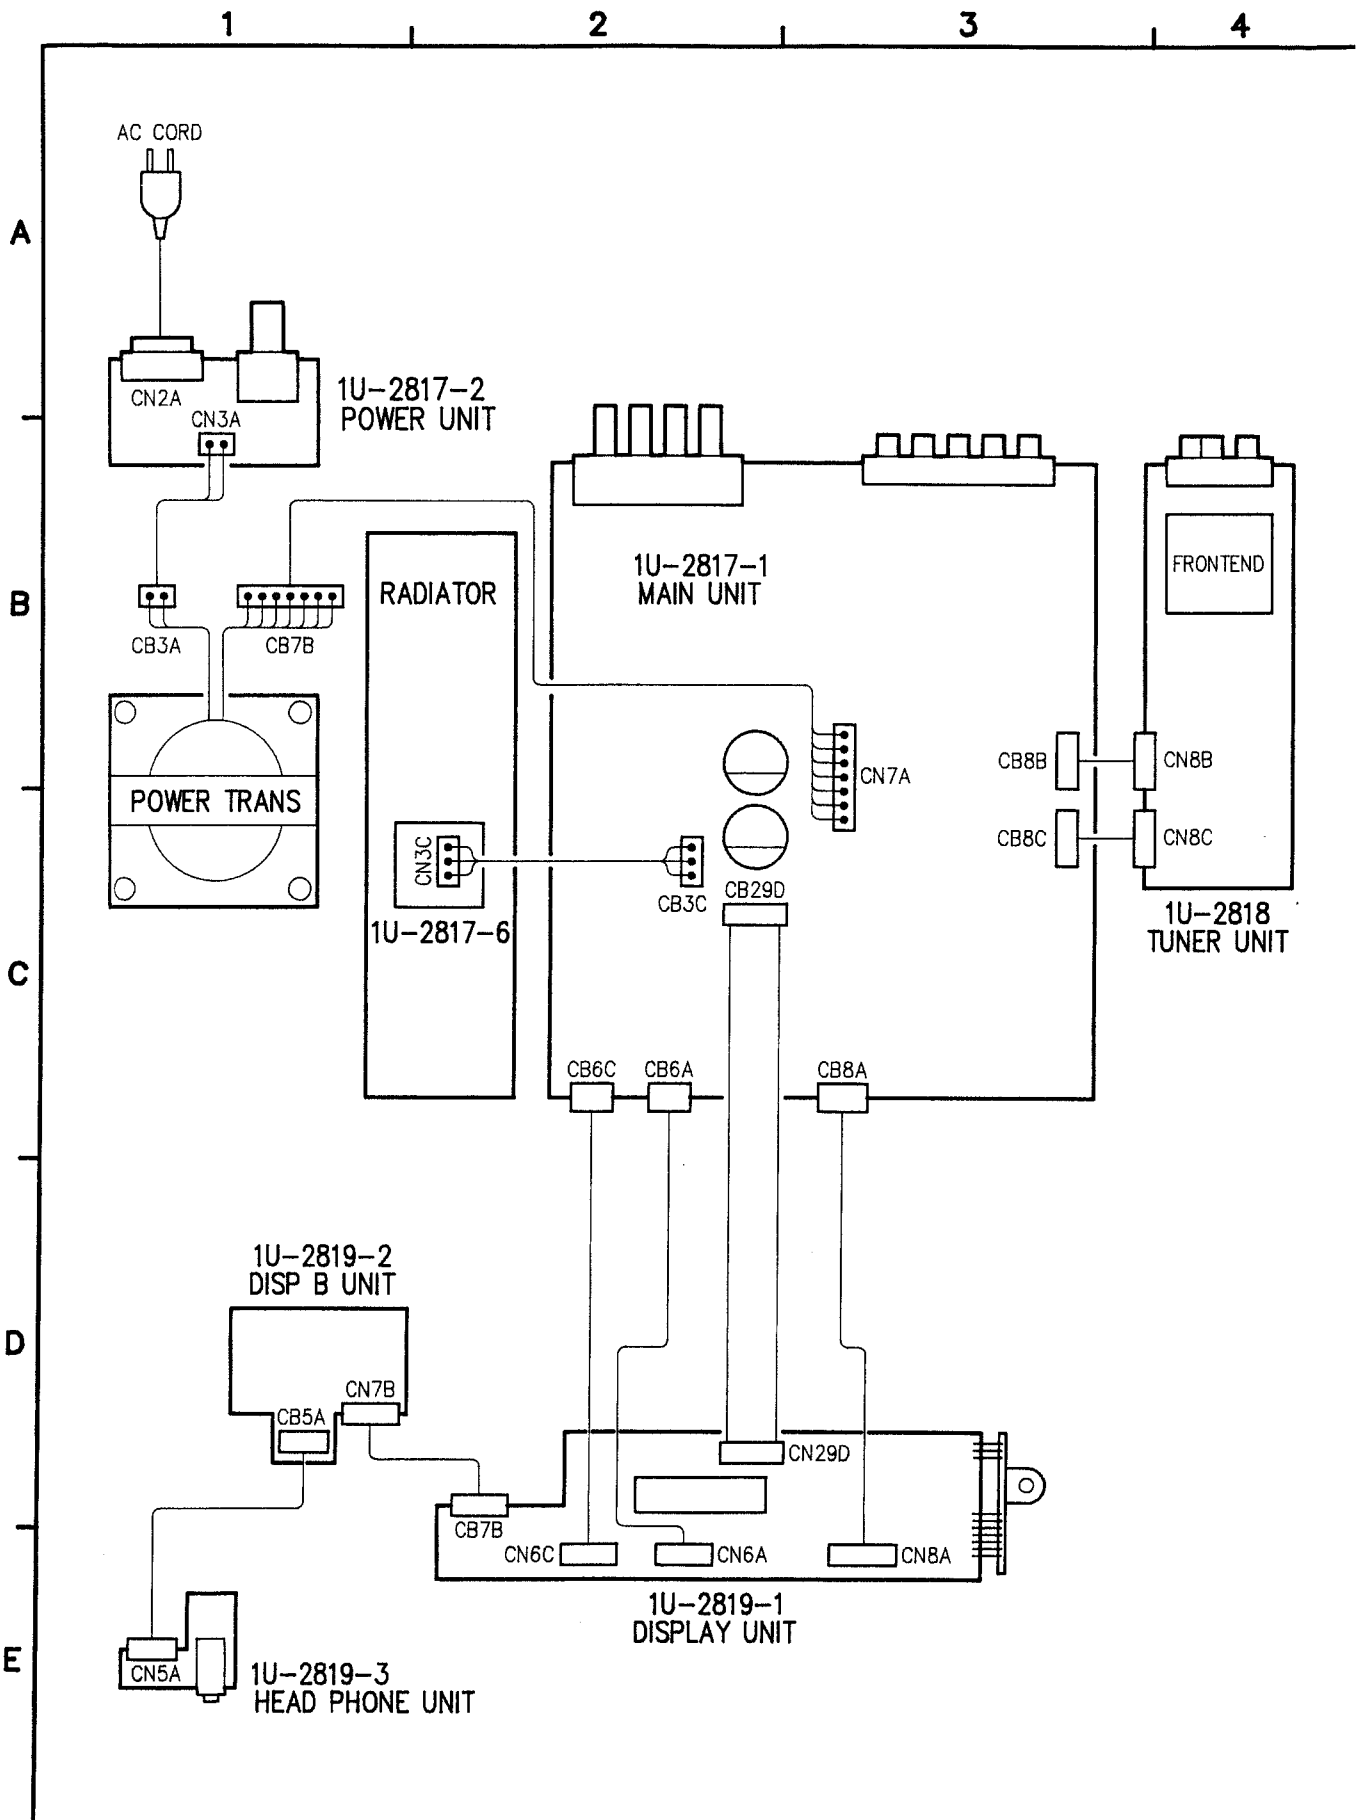 1
2
3
4
AC CORD
A
CN2A
1U-2817-2
POWER UNIT
CN3A
1U-2817-1
MAIN UNIT
FRONTEND
RADIATOR
B
CB3A
CB7B
CB8B
CN8B
CN7A
POWER TRANS
CB8C
CN8C
CN3C
CB3C
CB29D
1U-2817-6
1U-2818
TUNER UNIT
C
CB6C
CB6A
CB8A
1U-2819-2
DISP B UNIT
D
CN7B
CB5A
CN29D
CB7B
CN6C
CN6A
CN8A
1U-2819-1
DISPLAY UNIT
E
CN5A
1U-2819-3
HEAD PHONE UNIT